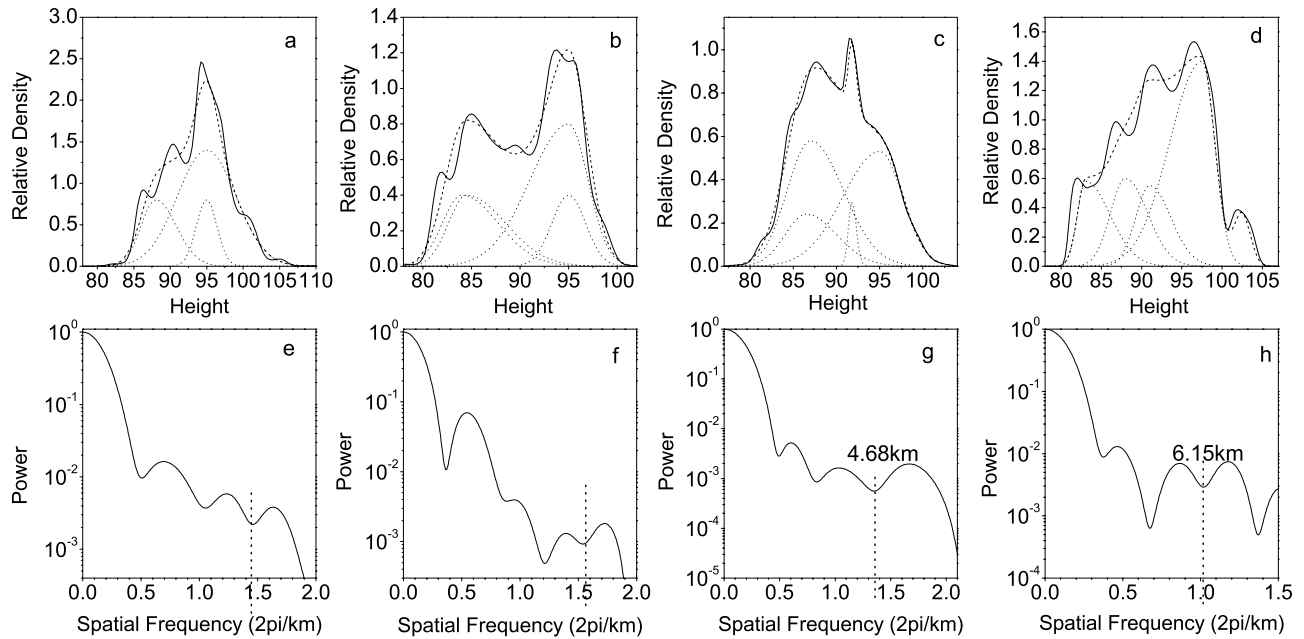 a
3.0
2.5
2.0
1.5
1.0
0.5
0.0
Relative Density
80 85 90 95 100 105 110
Height
b
1.4
1.2
1.0
0.8
0.6
0.4
0.2
0.0
Relative Density
80 85 90 95 100
Height
c
1.0
0.8
0.6
0.4
0.2
0.0
Relative Density
80 85 90 95 100
Height
d
1.6
1.4
1.2
1.0
0.8
0.6
0.4
0.2
0.0
Relative Density
80 85 90 95 100 105
Height
e
10^0
10^-1
10^-2
10^-3
Power
0.0 0.5 1.0 1.5 2.0
Spatial Frequency (2pi/km)
f
10^0
10^-1
10^-2
10^-3
Power
0.0 0.5 1.0 1.5 2.0
Spatial Frequency (2pi/km)
g
10^0
10^-1
10^-2
10^-3
10^-4
10^-5
Power
4.68km
0.0 0.5 1.0 1.5 2.0
Spatial Frequency (2pi/km)
h
10^0
10^-1
10^-2
10^-3
10^-4
Power
6.15km
0.0 0.5 1.0 1.5
Spatial Frequency (2pi/km)